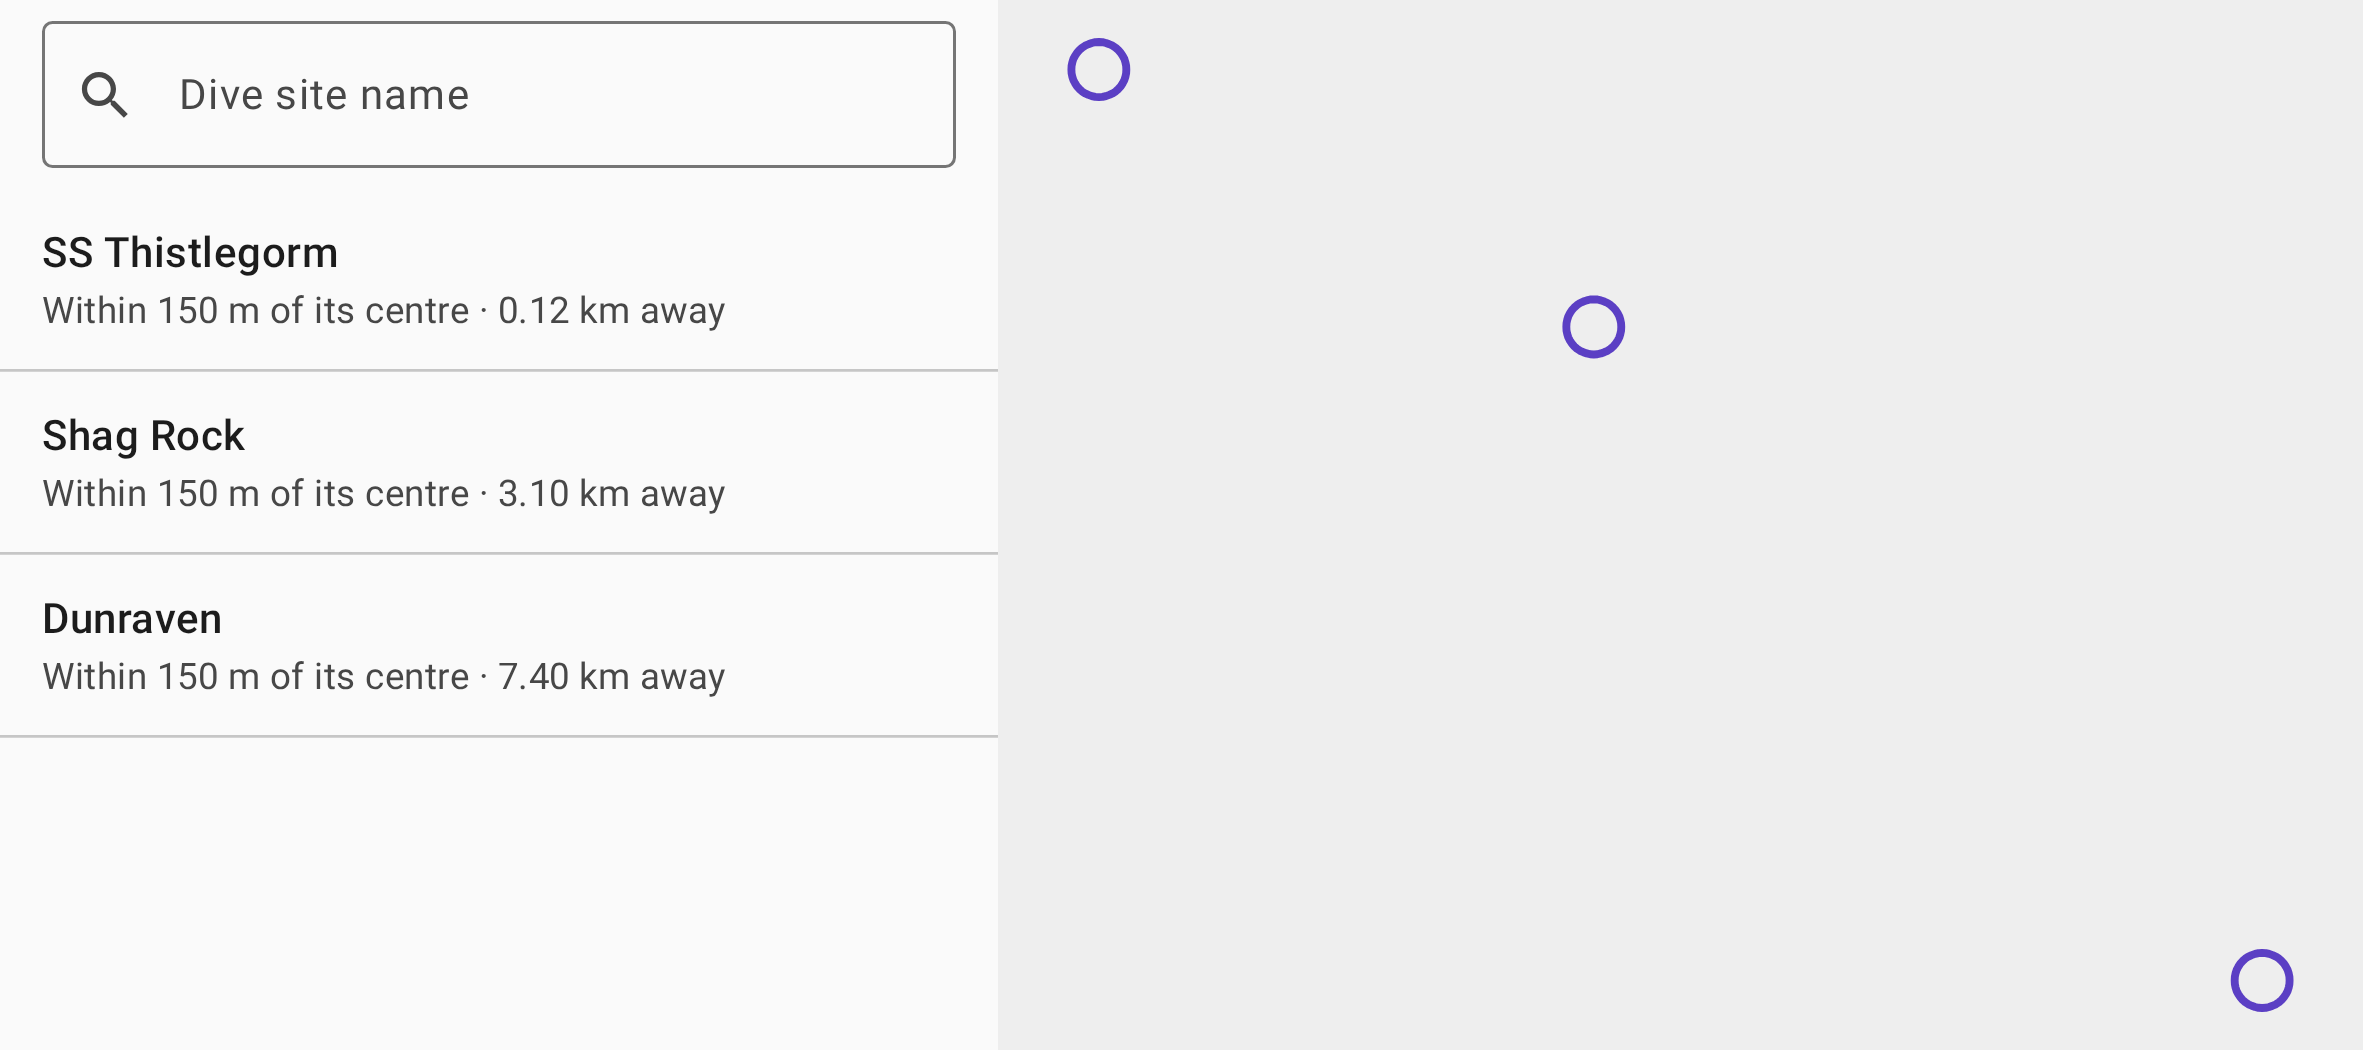 Dive site name
SS Thistlegorm
Within 150 m of its centre · 0.12 km away
Shag Rock
Within 150 m of its centre · 3.10 km away
Dunraven
Within 150 m of its centre · 7.40 km away